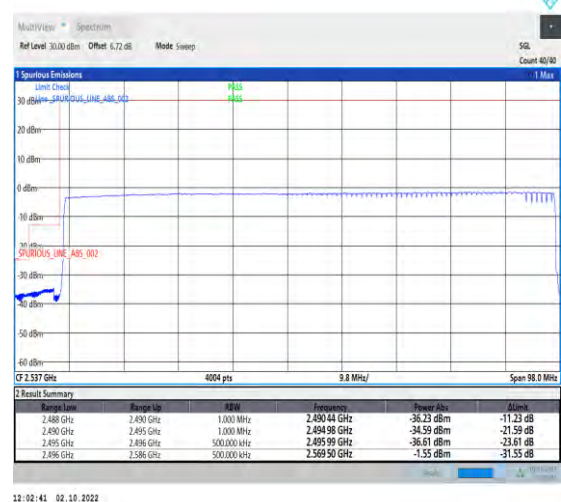 MultiView Spectrum
Ref Level 30.00 dBm Offset 6.72 dB Mode Sweep SGL
Count 40/40
1 Spurious Emissions 1 Max
Limit Check PASS
Line _SPURIOUS_LINE_ABS_002 PASS
30 dBm
20 dBm
10 dBm
0 dBm
-10 dBm
-20 dBm
_SPURIOUS_LINE_ABS_002
-30 dBm
-40 dBm
-50 dBm
-60 dBm
CF 2.537 GHz 4004 pts 9.8 MHz/ Span 98.0 MHz
2 Result Summary
Range Low Range Up RBW Frequency Power Abs ΔLimit
2.488 GHz 2.490 GHz 1.000 MHz 2.490 44 GHz -36.23 dBm -11.23 dB
2.490 GHz 2.495 GHz 1.000 MHz 2.494 98 GHz -34.59 dBm -21.59 dB
2.495 GHz 2.496 GHz 500.000 kHz 2.495 99 GHz -36.61 dBm -23.61 dB
2.496 GHz 2.586 GHz 500.000 kHz 2.569 50 GHz -1.55 dBm -31.55 dB
Ready
12:02:41 02.10.2022